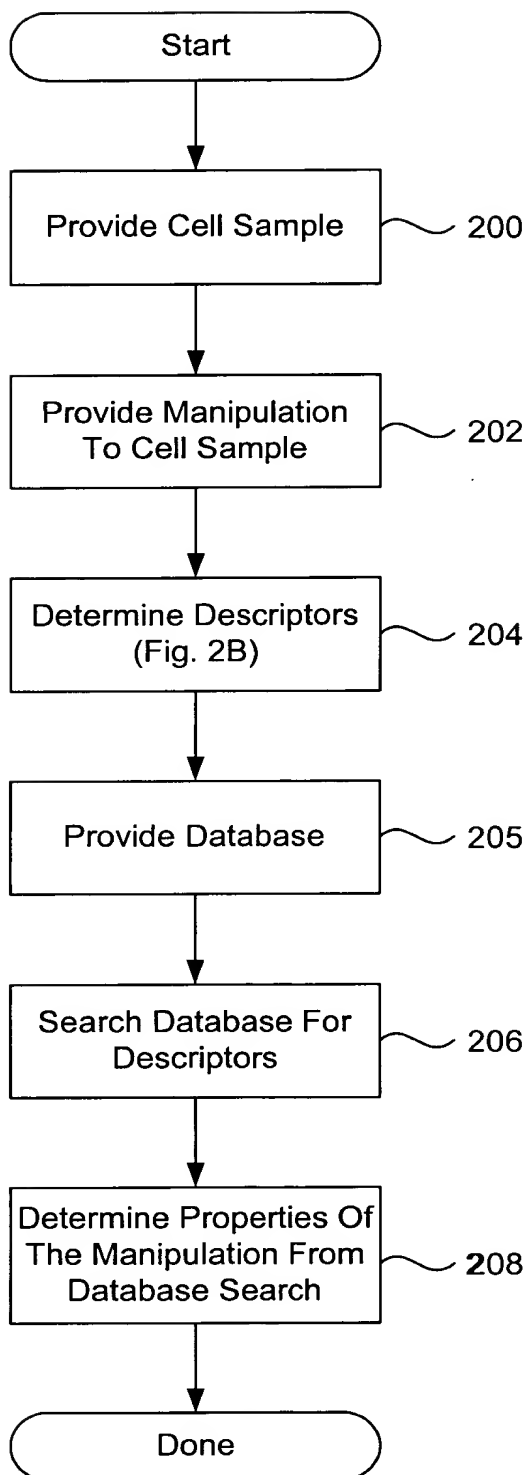 Start
Provide Cell Sample
200
Provide Manipulation
To Cell Sample
202
Determine Descriptors
(Fig. 2B)
204
Provide Database
205
Search Database For
Descriptors
206
Determine Properties Of
The Manipulation From
Database Search
208
Done